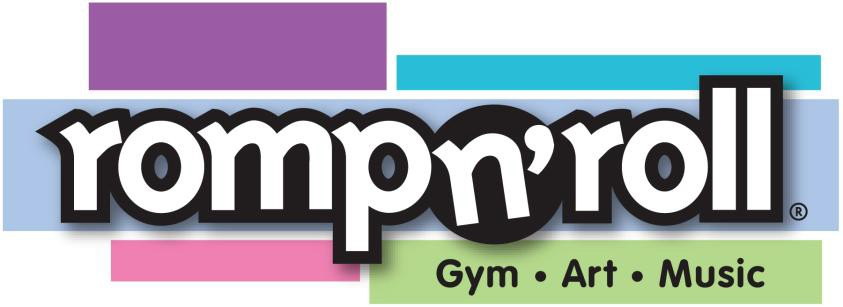 romp n' roll®
Gym • Art • Music